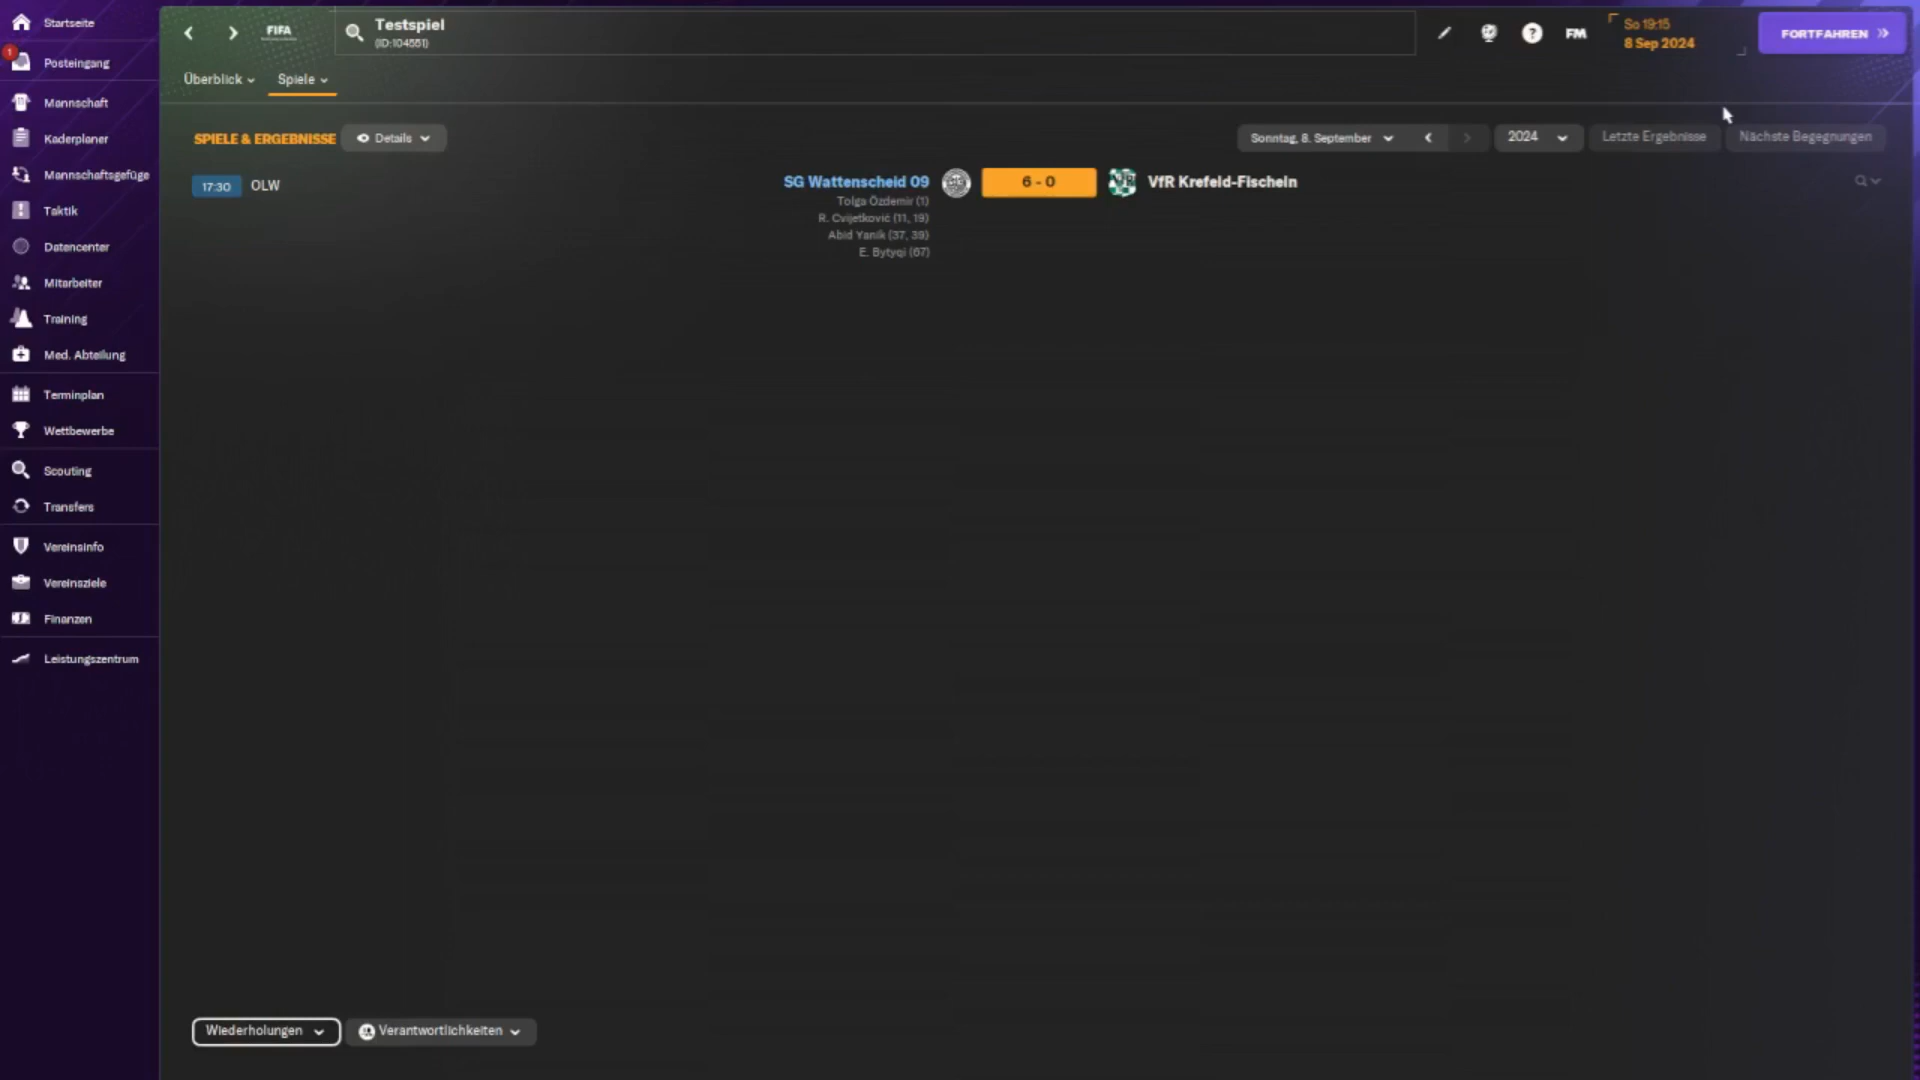 Startseite
1
Posteingang
Mannschaft
Kaderplaner
Mannschaftsgefüge
Taktik
Datencenter
Mitarbeiter
Training
Med. Abteilung
Terminplan
Wettbewerbe
Scouting
Transfers
Vereinsinfo
Vereinsziele
Finanzen
Leistungszentrum
FIFA
Testspiel
(ID:104551)
FM
So 19:15
8 Sep 2024
FORTFAHREN
Überblick
Spiele
SPIELE & ERGEBNISSE
Details
Sonntag, 8. September
2024
Letzte Ergebnisse
Nächste Begegnungen
17:30 OLW
SG Wattenscheid 09 6 - 0 VfR Krefeld-Fischeln
Tolga Özdemir (1)
R. Cvijetković (11, 19)
Abid Yanik (37, 39)
E. Bytyqi (67)
Wiederholungen
Verantwortlichkeiten